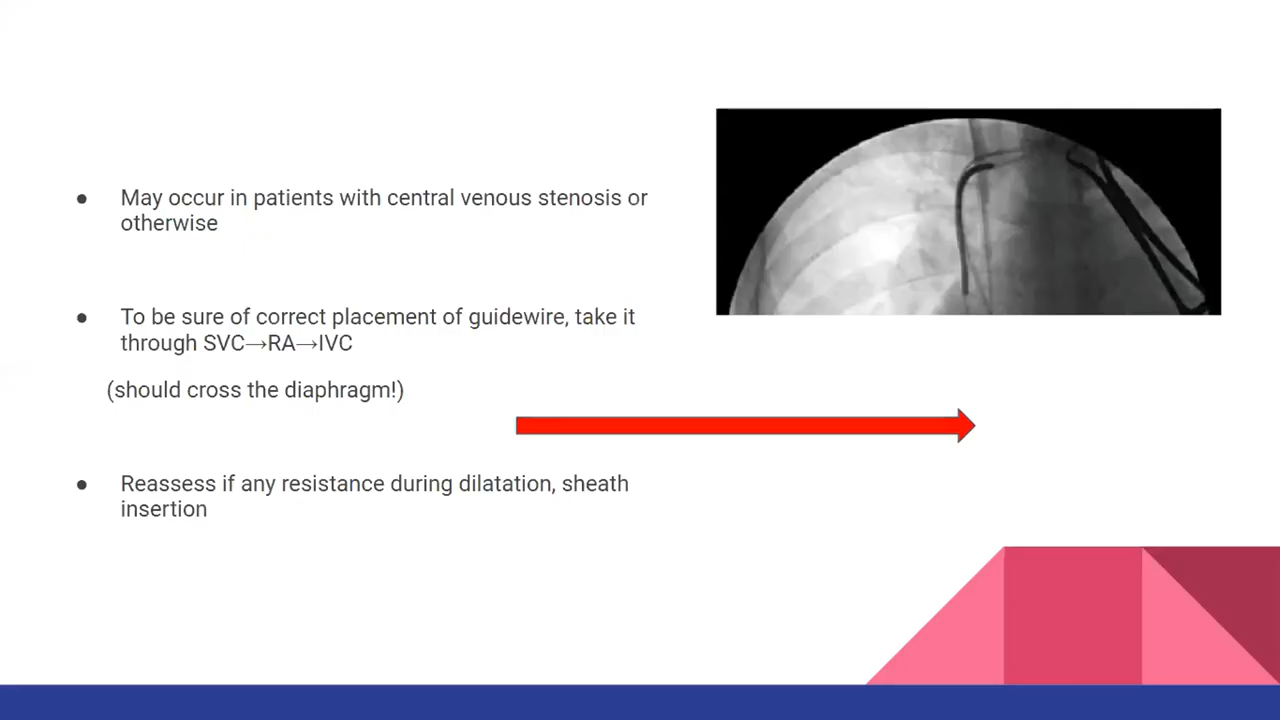 ● May occur in patients with central venous stenosis or
otherwise
● To be sure of correct placement of guidewire, take it
through SVC→RA→IVC
(should cross the diaphragm!)
● Reassess if any resistance during dilatation, sheath
insertion